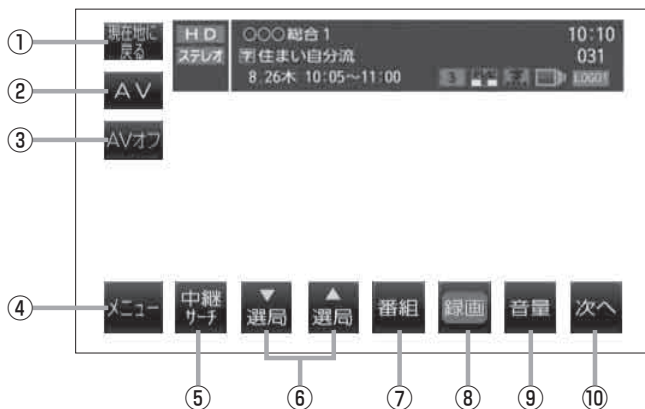 ①
現在地に
戻る
HD
ステレオ
○○○総合1
10:10
字住まい自分流
031
8.26木 10:05～11:00
S
字
LOGO1
②
AV
③
AVオフ
④
メニュー
中継
サーチ
▼
選局
▲
選局
番組
録画
音量
次へ
⑤
⑥
⑦
⑧
⑨
⑩